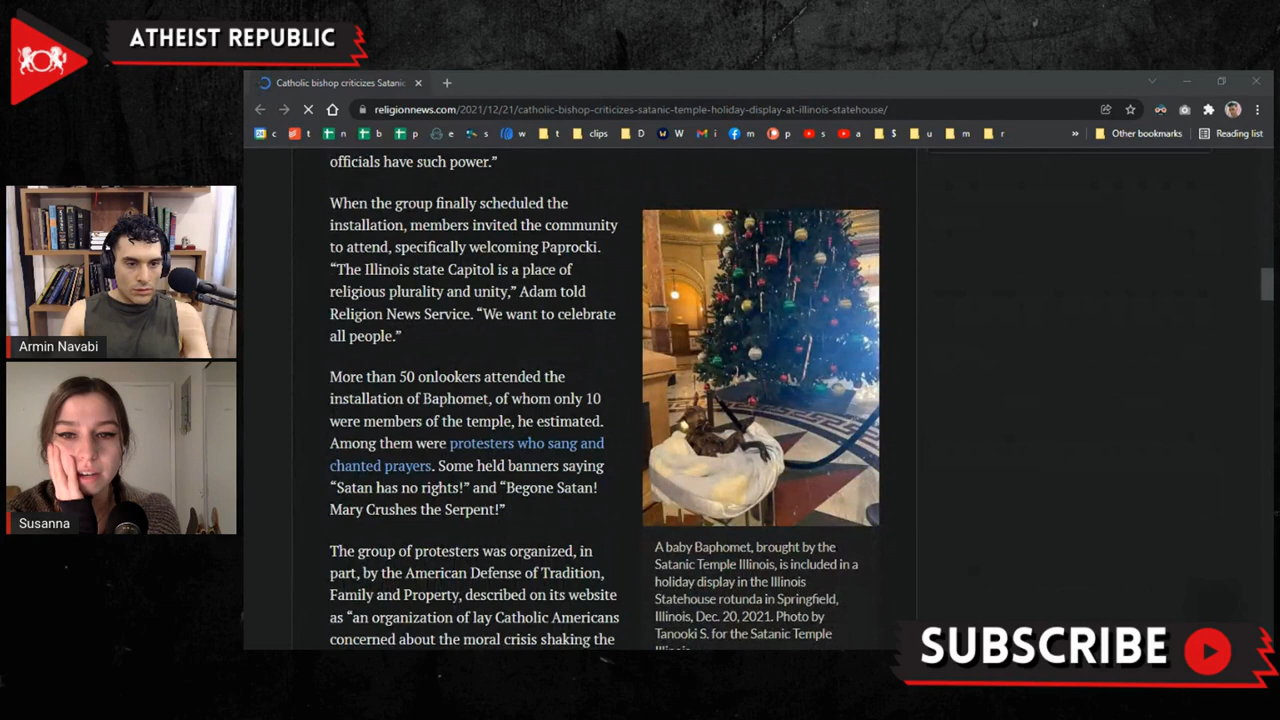 ATHEIST REPUBLIC
Catholic bishop criticizes Satanic
religionnews.com/2021/12/21/catholic-bishop-criticizes-satanic-temple-holiday-display-at-illinois-statehouse/
c t n b p e s w t clips D W i m p s a $ u m r » Other bookmarks Reading list
officials have such power.”
When the group finally scheduled the
installation, members invited the community
to attend, specifically welcoming Paprocki.
“The Illinois state Capitol is a place of
religious plurality and unity,” Adam told
Religion News Service. “We want to celebrate
all people.”
More than 50 onlookers attended the
installation of Baphomet, of whom only 10
were members of the temple, he estimated.
Among them were protesters who sang and
chanted prayers. Some held banners saying
“Satan has no rights!” and “Begone Satan!
Mary Crushes the Serpent!”
The group of protesters was organized, in
part, by the American Defense of Tradition,
Family and Property, described on its website
as “an organization of lay Catholic Americans
concerned about the moral crisis shaking the
A baby Baphomet, brought by the
Satanic Temple Illinois, is included in a
holiday display in the Illinois
Statehouse rotunda in Springfield,
Illinois, Dec. 20, 2021. Photo by
Tanooki S. for the Satanic Temple
Armin Navabi
Susanna
SUBSCRIBE